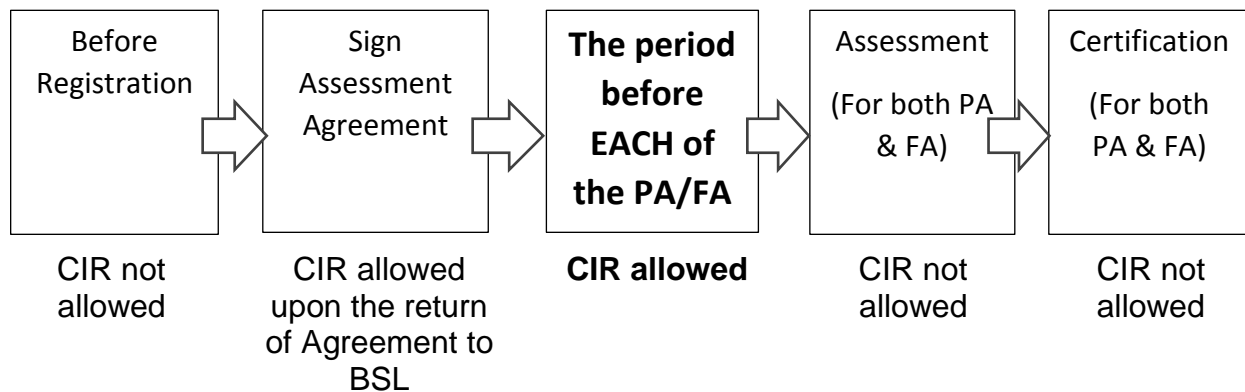 Before
Registration
Sign
Assessment
Agreement
The period
before
EACH of
the PA/FA
Assessment
(For both PA
& FA)
Certification
(For both
PA & FA)
CIR not
allowed
CIR allowed
upon the return
of Agreement to
BSL
CIR allowed
CIR not
allowed
CIR not
allowed